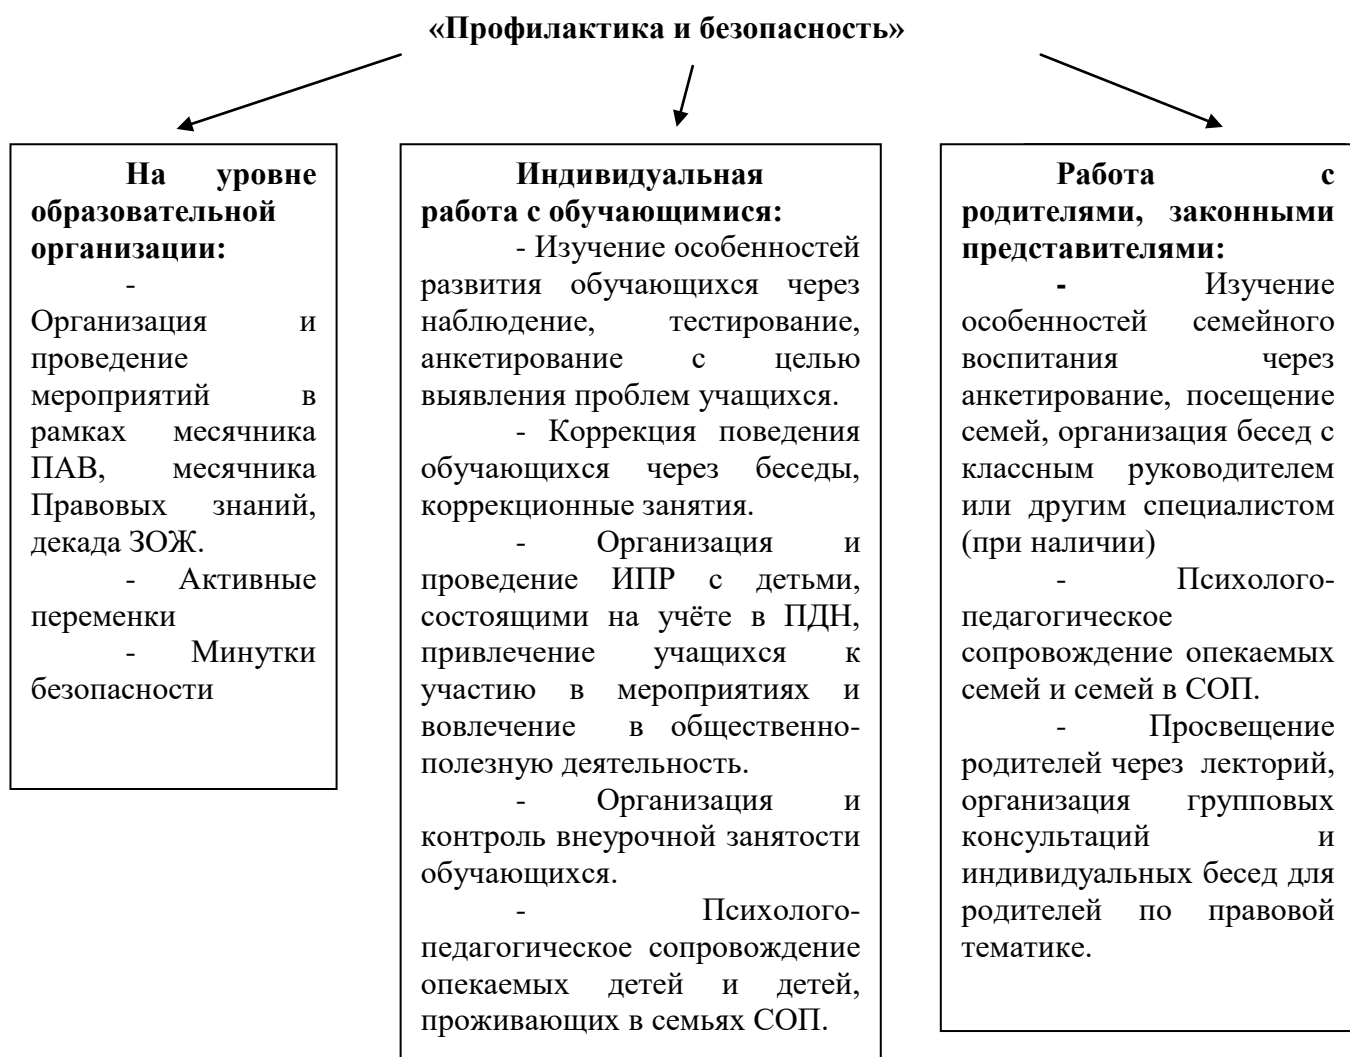 «Профилактика и безопасность»
На уровне
образовательной
организации:
-
Организация и
проведение
мероприятий в
рамках месячника
ПАВ, месячника
Правовых знаний,
декада ЗОЖ.
- Активные
переменки
- Минутки
безопасности
Индивидуальная
работа с обучающимися:
- Изучение особенностей
развития обучающихся через
наблюдение, тестирование,
анкетирование с целью
выявления проблем учащихся.
- Коррекция поведения
обучающихся через беседы,
коррекционные занятия.
- Организация и
проведение ИПР с детьми,
состоящими на учёте в ПДН,
привлечение учащихся к
участию в мероприятиях и
вовлечение в общественно-
полезную деятельность.
- Организация и
контроль внеурочной занятости
обучающихся.
- Психолого-
педагогическое сопровождение
опекаемых детей и детей,
проживающих в семьях СОП.
Работа с
родителями, законными
представителями:
- Изучение
особенностей семейного
воспитания через
анкетирование, посещение
семей, организация бесед с
классным руководителем
или другим специалистом
(при наличии)
- Психолого-
педагогическое
сопровождение опекаемых
семей и семей в СОП.
- Просвещение
родителей через лекторий,
организация групповых
консультаций и
индивидуальных бесед для
родителей по правовой
тематике.